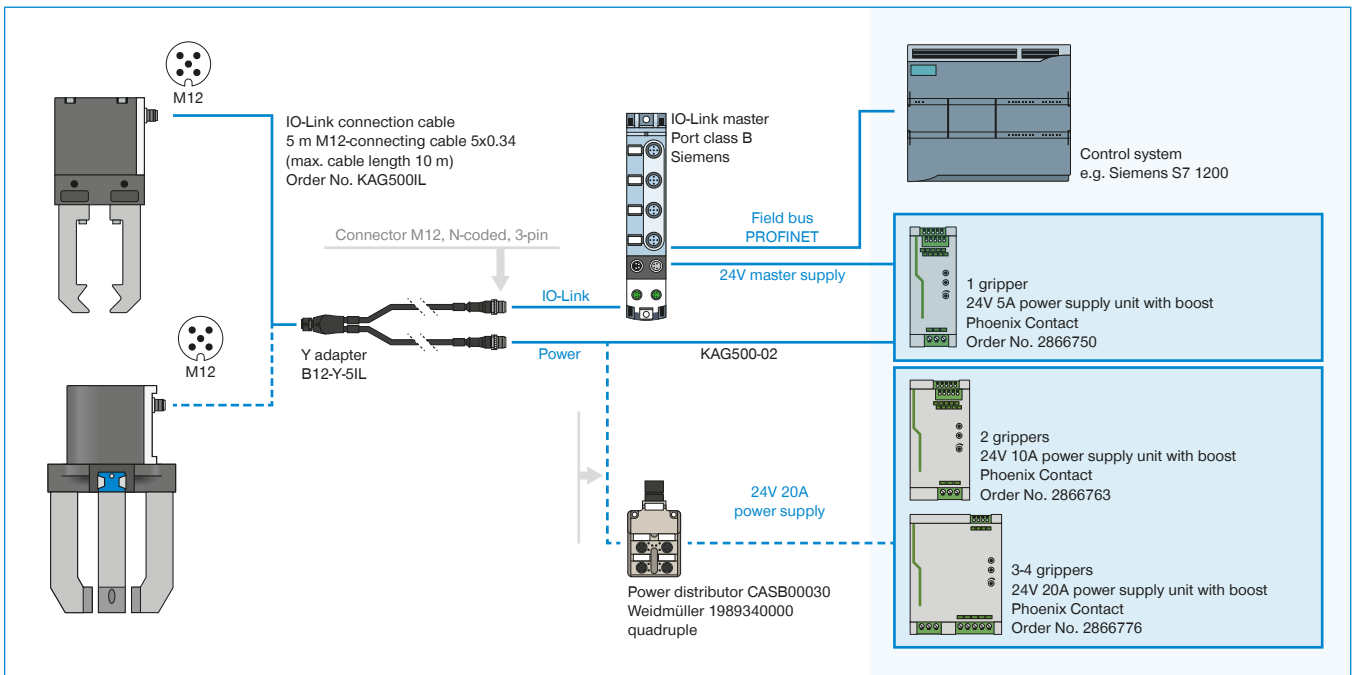 M12
IO-Link connection cable
5 m M12-connecting cable 5x0.34
(max. cable length 10 m)
Order No. KAG500IL
IO-Link master
Port class B
Siemens
Control system
e.g. Siemens S7 1200
Connector M12, N-coded, 3-pin
Field bus
PROFINET
24V master supply
1 gripper
24V 5A power supply unit with boost
Phoenix Contact
Order No. 2866750
IO-Link
M12
Y adapter
B12-Y-5IL
Power
KAG500-02
2 grippers
24V 10A power supply unit with boost
Phoenix Contact
Order No. 2866763
24V 20A
power supply
3-4 grippers
24V 20A power supply unit with boost
Phoenix Contact
Order No. 2866776
Power distributor CASB00030
Weidmüller 1989340000
quadruple